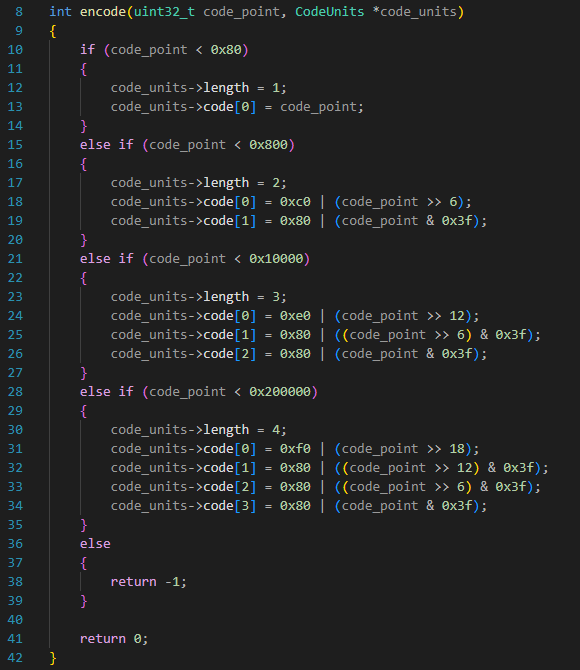 8 int encode(uint32_t code_point, CodeUnits *code_units)
9 {
10     if (code_point < 0x80)
11     {
12         code_units->length = 1;
13         code_units->code[0] = code_point;
14     }
15     else if (code_point < 0x800)
16     {
17         code_units->length = 2;
18         code_units->code[0] = 0xc0 | (code_point >> 6);
19         code_units->code[1] = 0x80 | (code_point & 0x3f);
20     }
21     else if (code_point < 0x10000)
22     {
23         code_units->length = 3;
24         code_units->code[0] = 0xe0 | (code_point >> 12);
25         code_units->code[1] = 0x80 | ((code_point >> 6) & 0x3f);
26         code_units->code[2] = 0x80 | (code_point & 0x3f);
27     }
28     else if (code_point < 0x200000)
29     {
30         code_units->length = 4;
31         code_units->code[0] = 0xf0 | (code_point >> 18);
32         code_units->code[1] = 0x80 | ((code_point >> 12) & 0x3f);
33         code_units->code[2] = 0x80 | ((code_point >> 6) & 0x3f);
34         code_units->code[3] = 0x80 | (code_point & 0x3f);
35     }
36     else
37     {
38         return -1;
39     }
40
41     return 0;
42 }